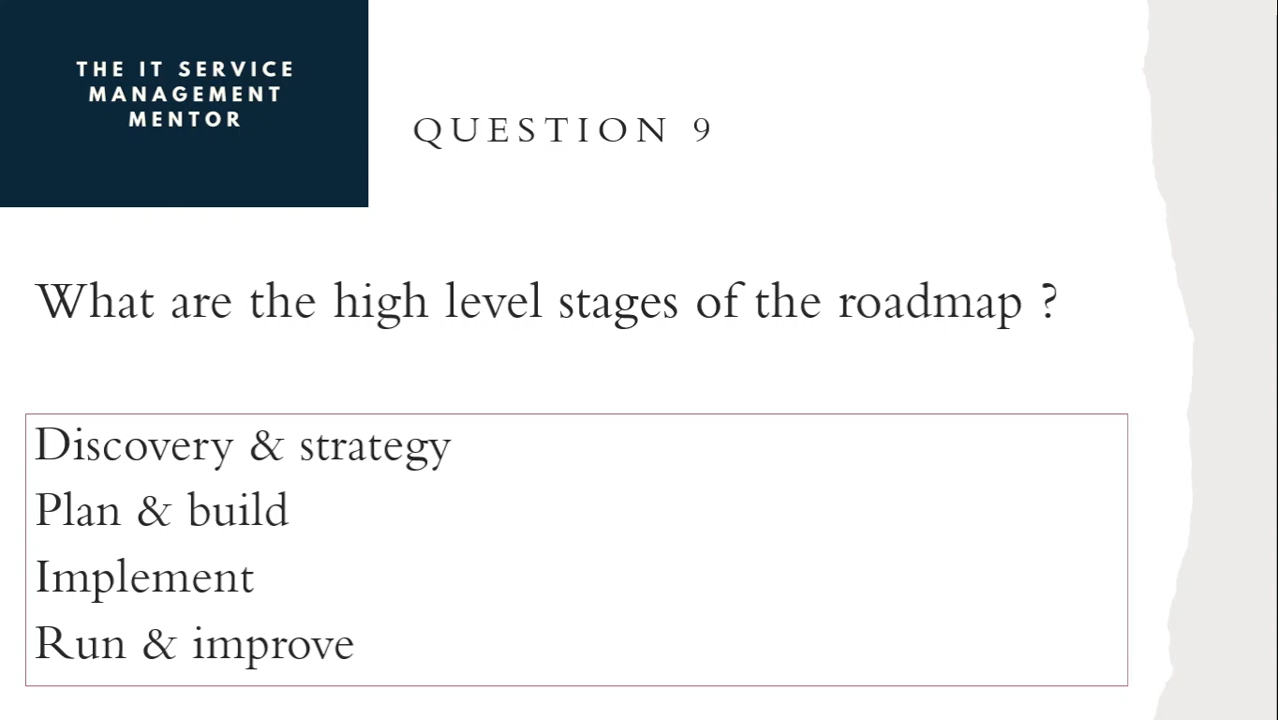 THE IT SERVICE
MANAGEMENT
MENTOR
QUESTION 9
What are the high level stages of the roadmap ?
Discovery & strategy
Plan & build
Implement
Run & improve